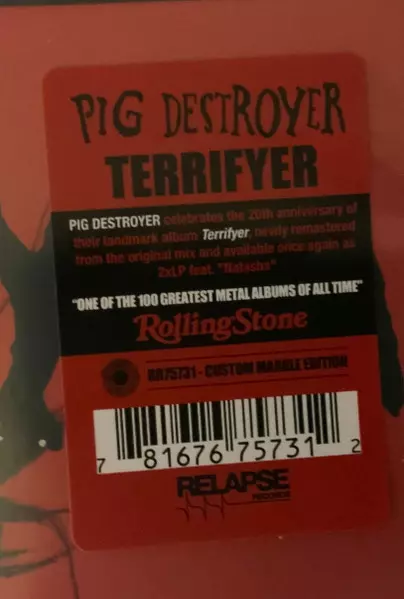 PIG DESTROYER
TERRIFYER
PIG DESTROYER celebrates the 20th anniversary of
their landmark album Terrifyer, newly remastered
from the original mix and available once again as
2xLP feat. "Natasha"
"ONE OF THE 100 GREATEST METAL ALBUMS OF ALL TIME"
RollingStone
RR75731 - CUSTOM MARBLE EDITION
7 81676 75731 2
RELAPSE
RECORDS